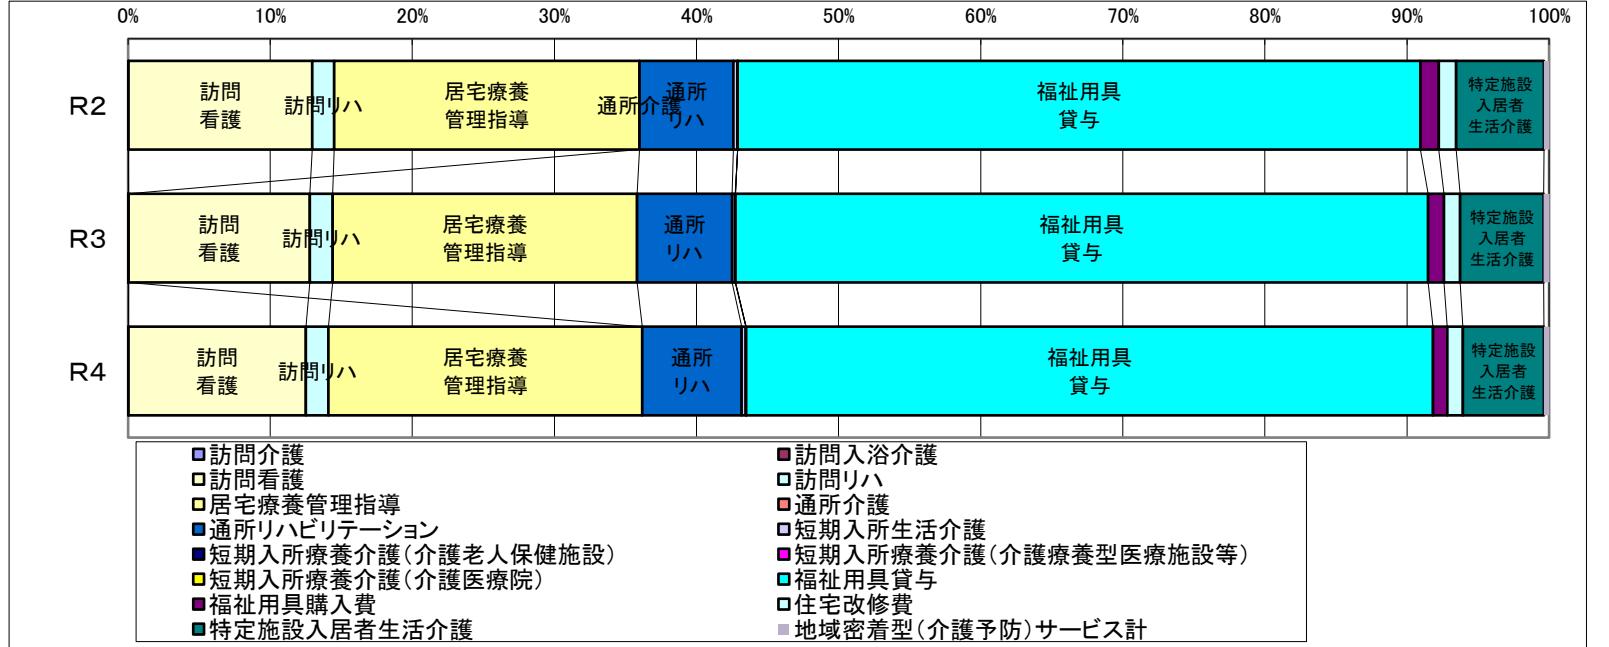 0% 10% 20% 30% 40% 50% 60% 70% 80% 90% 100%
R2
訪問
看護
訪問リハ
居宅療養
管理指導
通所介護
通所
リハ
福祉用具
貸与
特定施設
入居者
生活介護
R3
訪問
看護
訪問リハ
居宅療養
管理指導
通所
リハ
福祉用具
貸与
特定施設
入居者
生活介護
R4
訪問
看護
訪問リハ
居宅療養
管理指導
通所
リハ
福祉用具
貸与
特定施設
入居者
生活介護
訪問介護 訪問入浴介護
訪問看護 訪問リハ
居宅療養管理指導 通所介護
通所リハビリテーション 短期入所生活介護
短期入所療養介護(介護老人保健施設) 短期入所療養介護(介護療養型医療施設等)
短期入所療養介護(介護医療院) 福祉用具貸与
福祉用具購入費 住宅改修費
特定施設入居者生活介護 地域密着型(介護予防)サービス計